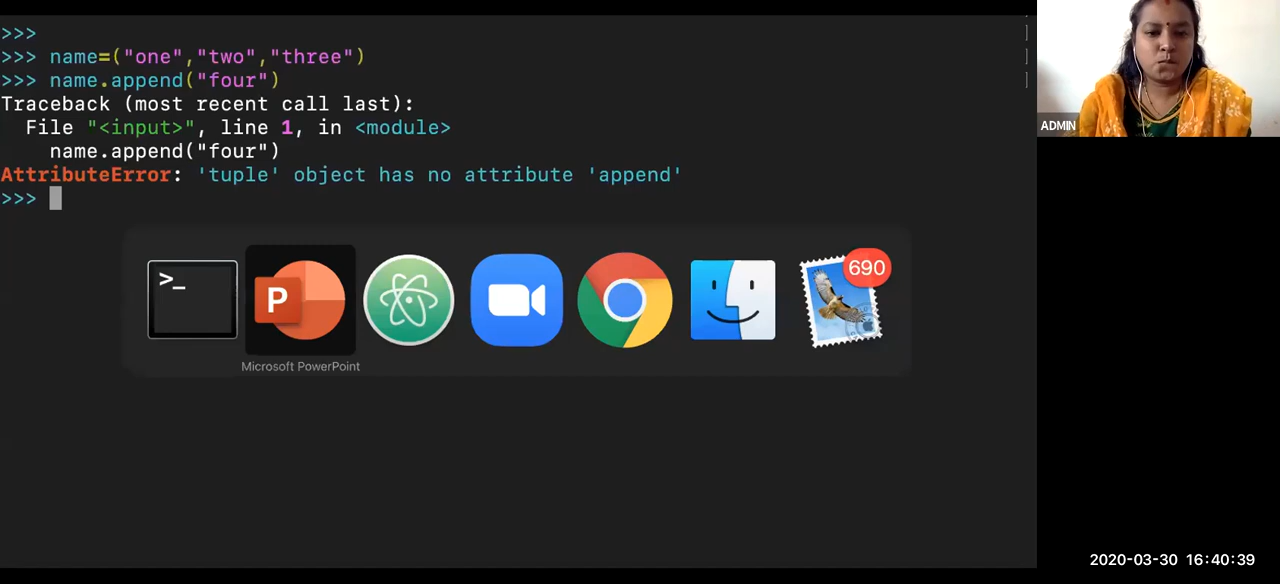 >>>
>>> name=("one","two","three")
>>> name.append("four")
Traceback (most recent call last):
  File "<input>", line 1, in <module>
    name.append("four")
AttributeError: 'tuple' object has no attribute 'append'
>>>
]
]
]
ADMIN
>_
P
690
Microsoft PowerPoint
2020-03-30 16:40:39